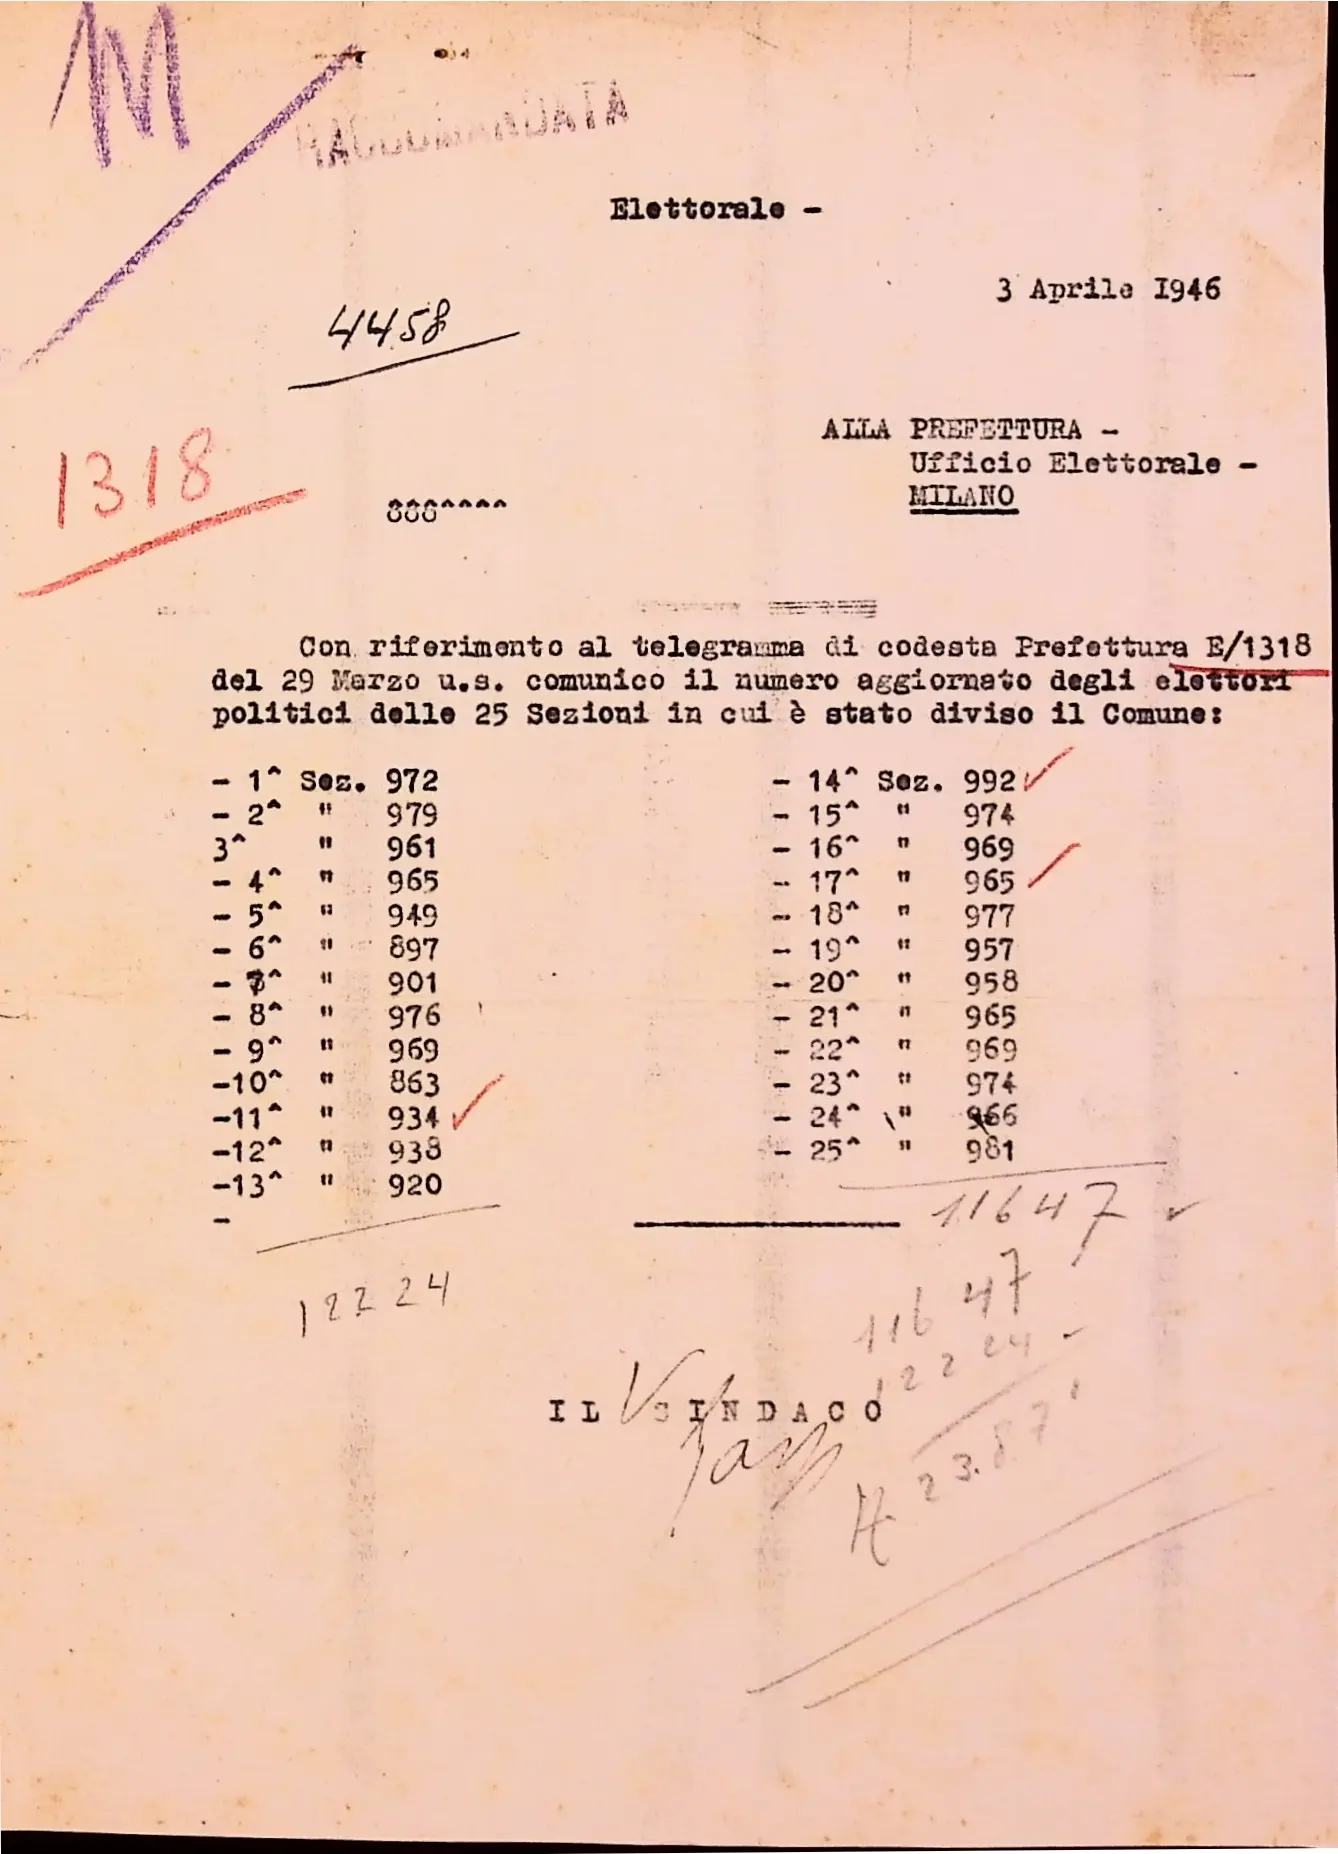 M
RACCOMANDATA
Elettorale -
3 Aprile 1946
4458
ALLA PREFETTURA -
Ufficio Elettorale -
MILANO
1318
Con riferimento al telegramma di codesta Prefettura E/1318
del 29 Marzo u.s. comunico il numero aggiornato degli elettori
politici delle 25 Sezioni in cui è stato diviso il Comune:
- 1^ Sez. 972
- 2^ " 979
3^ " 961
- 4^ " 965
- 5^ " 949
- 6^ " 897
- 7^ " 901
- 8^ " 976
- 9^ " 969
-10^ " 863
-11^ " 934
-12^ " 938
-13^ " 920
-
12224
- 14^ Sez. 992
- 15^ " 974
- 16^ " 969
- 17^ " 965
- 18^ " 977
- 19^ " 957
- 20^ " 958
- 21^ " 965
- 22^ " 969
- 23^ " 974
- 24^ " 966
- 25^ " 981
11647
11647
12224
23.871
IL SINDACO